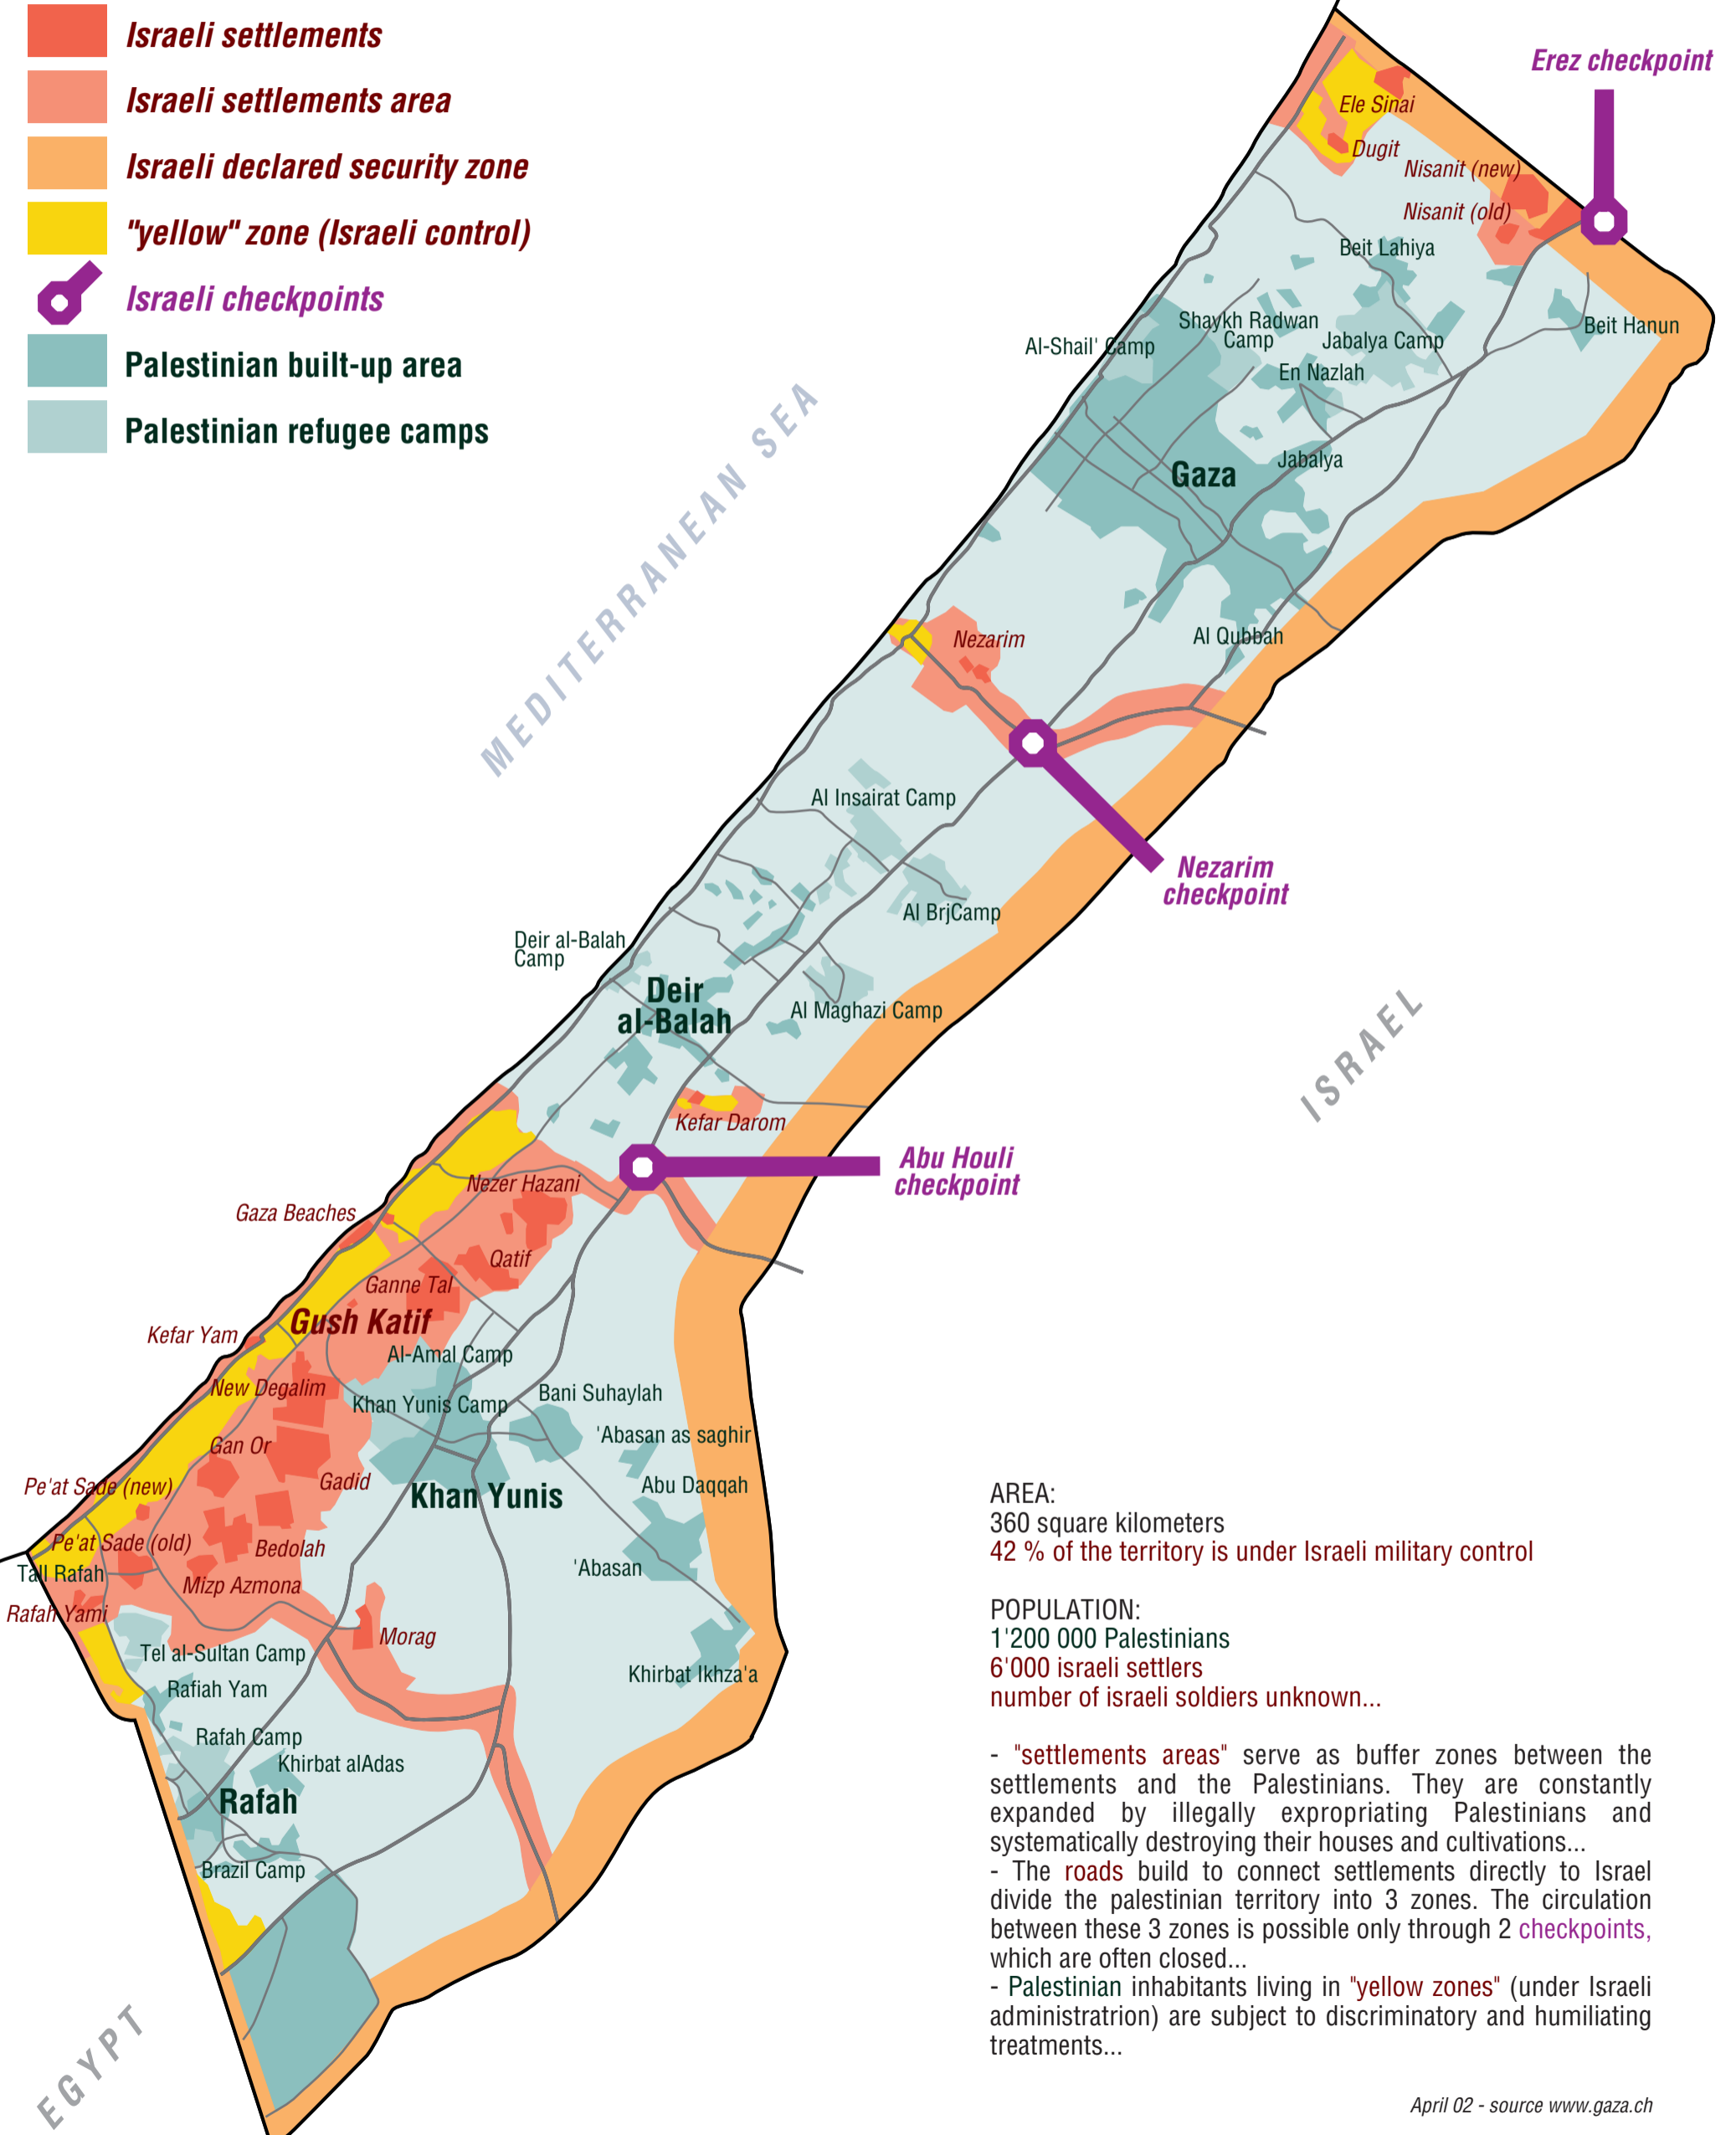 Israeli settlements
Israeli settlements area
Israeli declared security zone
"yellow" zone (Israeli control)
Israeli checkpoints
Palestinian built-up area
Palestinian refugee camps
Erez checkpoint
Ele Sinai
Dugit
Nisanit (new)
Nisanit (old)
Beit Lahiya
Beit Hanun
Shaykh Radwan
Camp
Jabalya Camp
Al-Shail' Camp
En Nazlah
Jabalya
Gaza
MEDITERRANEAN SEA
Nezarim
Al Qubbah
Al Insairat Camp
Nezarim
checkpoint
Al BrjCamp
Deir al-Balah
Camp
Deir
al-Balah
Al Maghazi Camp
ISRAEL
Kefar Darom
Abu Houli
checkpoint
Nezer Hazani
Gaza Beaches
Qatif
Ganne Tal
Gush Katif
Kefar Yam
Al-Amal Camp
New Degalim
Khan Yunis Camp
Bani Suhaylah
'Abasan as saghir
Gan Or
Gadid
Abu Daqqah
Pe'at Sade (new)
Khan Yunis
Pe'at Sade (old)
Bedolah
Tall Rafah
'Abasan
Mizp Azmona
Rafah Yami
Morag
Tel al-Sultan Camp
Khirbat Ikhza'a
Rafiah Yam
Rafah Camp
Khirbat alAdas
Rafah
Brazil Camp
EGYPT
AREA:
360 square kilometers
42 % of the territory is under Israeli military control
POPULATION:
1'200 000 Palestinians
6'000 israeli settlers
number of israeli soldiers unknown...
- "settlements areas" serve as buffer zones between the
settlements and the Palestinians. They are constantly
expanded by illegally expropriating Palestinians and
systematically destroying their houses and cultivations...
- The roads build to connect settlements directly to Israel
divide the palestinian territory into 3 zones. The circulation
between these 3 zones is possible only through 2 checkpoints,
which are often closed...
- Palestinian inhabitants living in "yellow zones" (under Israeli
administratrion) are subject to discriminatory and humiliating
treatments...
April 02 - source www.gaza.ch